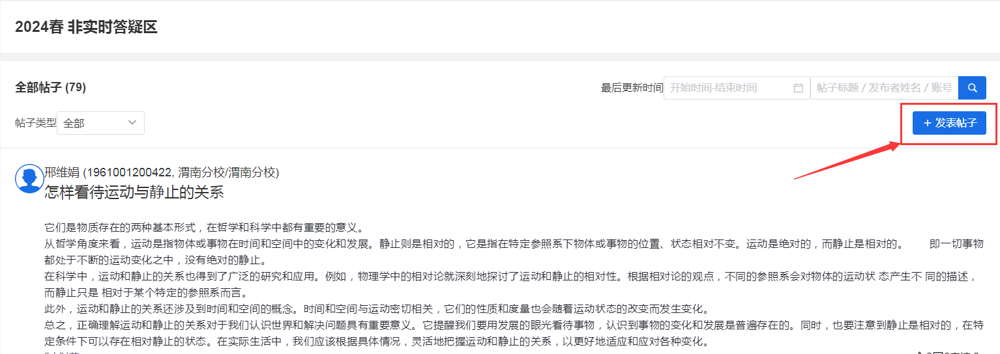 2024春 非实时答疑区
全部帖子 (79)
最后更新时间 开始时间-结束时间 帖子标题 / 发布者姓名 / 账号
帖子类型 全部
+ 发表帖子
邢维娟 (1961001200422, 渭南分校/渭南分校)
怎样看待运动与静止的关系
它们是物质存在的两种基本形式，在哲学和科学中都有重要的意义。
从哲学角度来看，运动是指物体或事物在时间和空间中的变化和发展。静止则是相对的，它是指在特定参照系下物体或事物的位置、状态相对不变。运动是绝对的，而静止是相对的。 即一切事物
都处于不断的运动变化之中，没有绝对的静止。
在科学中，运动和静止的关系也得到了广泛的研究和应用。例如，物理学中的相对论就深刻地探讨了运动和静止的相对性。根据相对论的观点，不同的参照系会对物体的运动状 态产生不 同的描述，
而静止只是 相对于某个特定的参照系而言。
此外，运动和静止的关系还涉及到时间和空间的概念。时间和空间与运动密切相关，它们的性质和度量也会随着运动状态的改变而发生变化。
总之，正确理解运动和静止的关系对于我们认识世界和解决问题具有重要意义。它提醒我们要用发展的眼光看待事物，认识到事物的变化和发展是普遍存在的。同时，也要注意到静止是相对的，在特
定条件下可以存在相对静止的状态。在实际生活中，我们应该根据具体情况，灵活地把握运动和静止的关系，以更好地适应和应对各种变化。